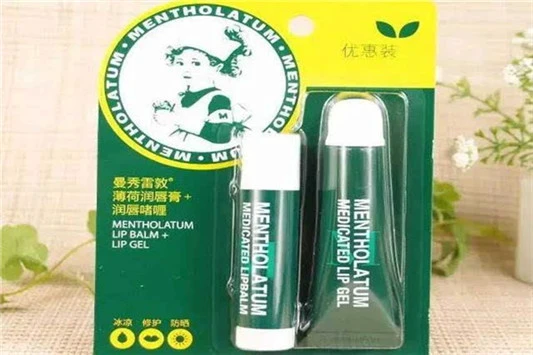 MENTHOLATUM · MENTHOLATUM · MENTHOLATUM ·
M
优惠装
曼秀雷敦®
薄荷润唇膏+
润唇啫喱
MENTHOLATUM
LIP BALM +
LIP GEL
冰凉 修护 防晒
MENTHOLATUM
MEDICATED LIPBALM
MENTHOLATUM
MEDICATED LIP GEL